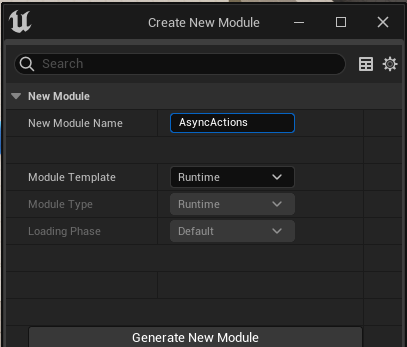 Create New Module
Search
New Module
New Module Name AsyncActions
Module Template Runtime
Module Type Runtime
Loading Phase Default
Generate New Module